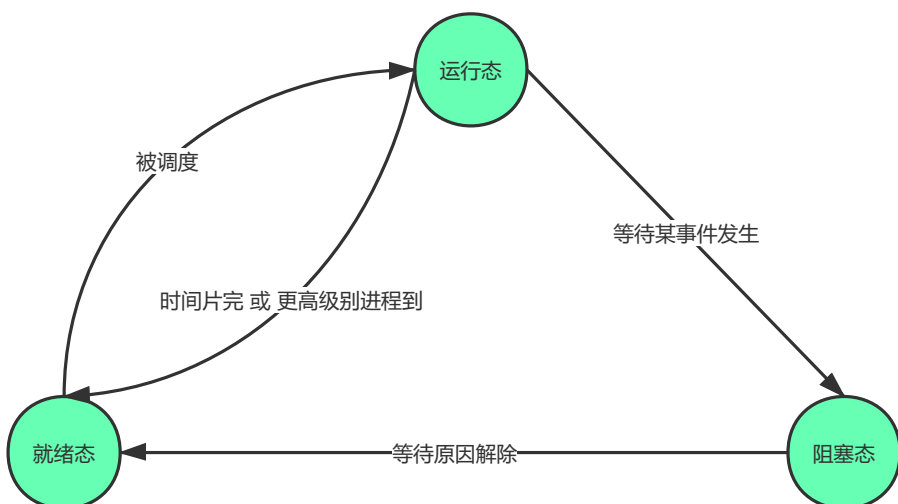 运行态
被调度
等待某事件发生
时间片完 或 更高级别进程到
就绪态
等待原因解除
阻塞态